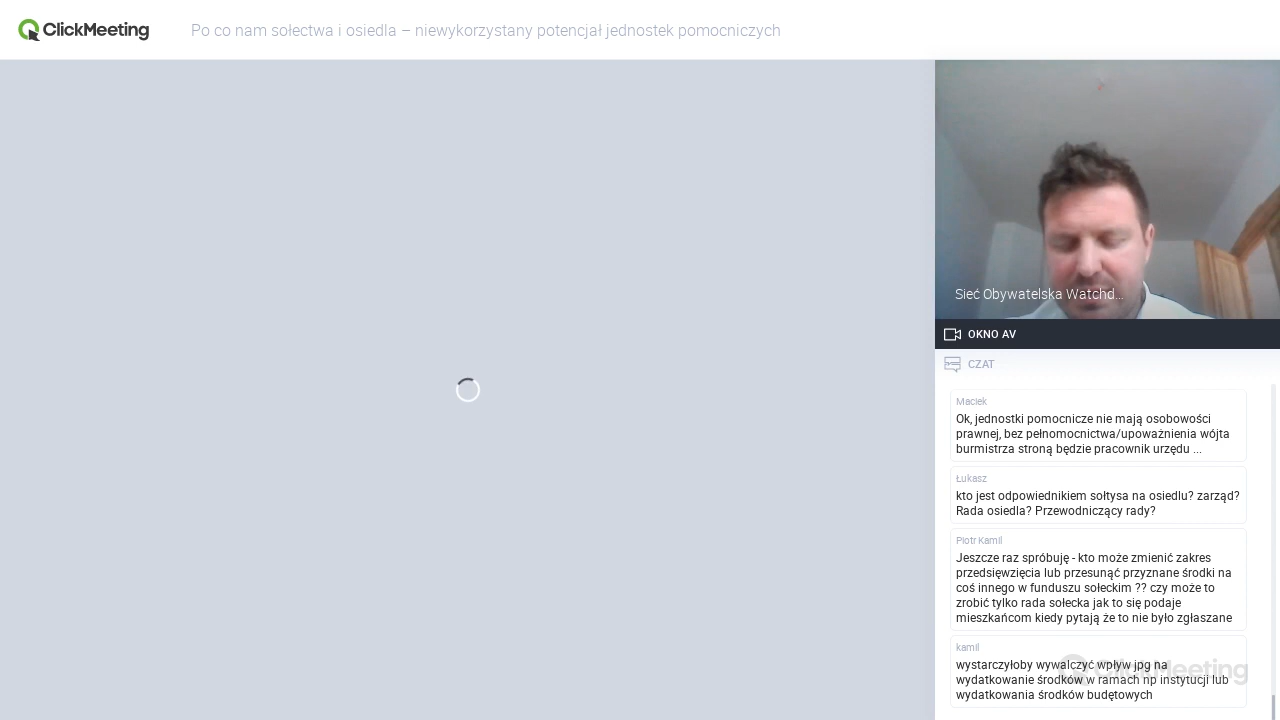 ClickMeeting
Po co nam sołectwa i osiedla – niewykorzystany potencjał jednostek pomocniczych
Sieć Obywatelska Watchd...
OKNO AV
CZAT
Maciek
Ok, jednostki pomocnicze nie mają osobowości
prawnej, bez pełnomocnictwa/upoważnienia wójta
burmistrza stroną będzie pracownik urzędu ...
Łukasz
kto jest odpowiednikiem sołtysa na osiedlu? zarząd?
Rada osiedla? Przewodniczący rady?
Piotr Kamil
Jeszcze raz spróbuję - kto może zmienić zakres
przedsięwzięcia lub przesunąć przyznane środki na
coś innego w funduszu sołeckim ?? czy może to
zrobić tylko rada sołecka jak to się podaje
mieszkańcom kiedy pytają że to nie było zgłaszane
kamil
wystarczyłoby wywalczyć wpływ jpg na
wydatkowanie środków w ramach np instytucji lub
wydatkowania środków budętowych
ClickMeeting